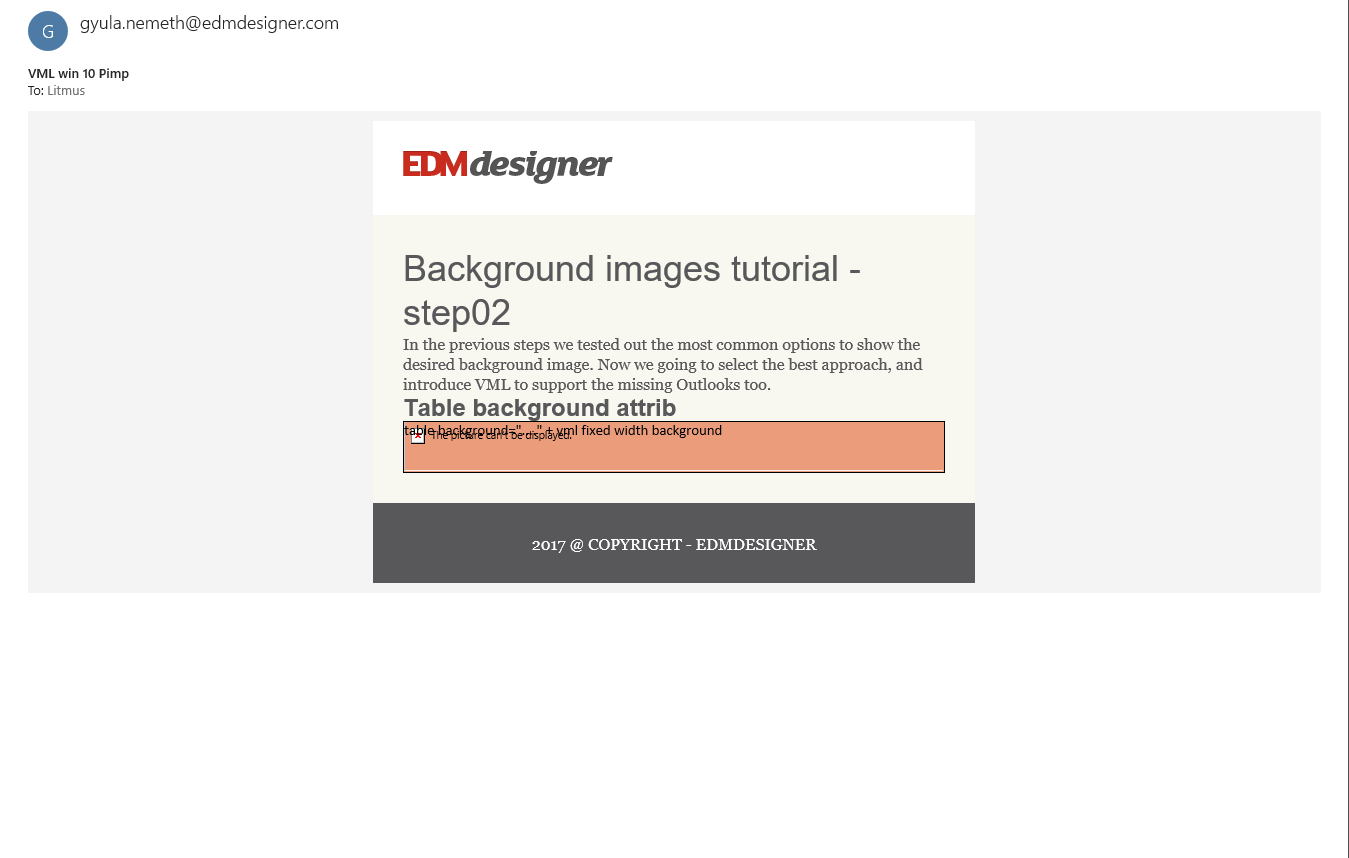 G
gyula.nemeth@edmdesigner.com
VML win 10 Pimp
To: Litmus
EDMdesigner
Background images tutorial -
step02
In the previous steps we tested out the most common options to show the
desired background image. Now we going to select the best approach, and
introduce VML to support the missing Outlooks too.
Table background attrib
table background="..." + vml fixed width background
The picture can't be displayed.
2017 @ COPYRIGHT - EDMDESIGNER